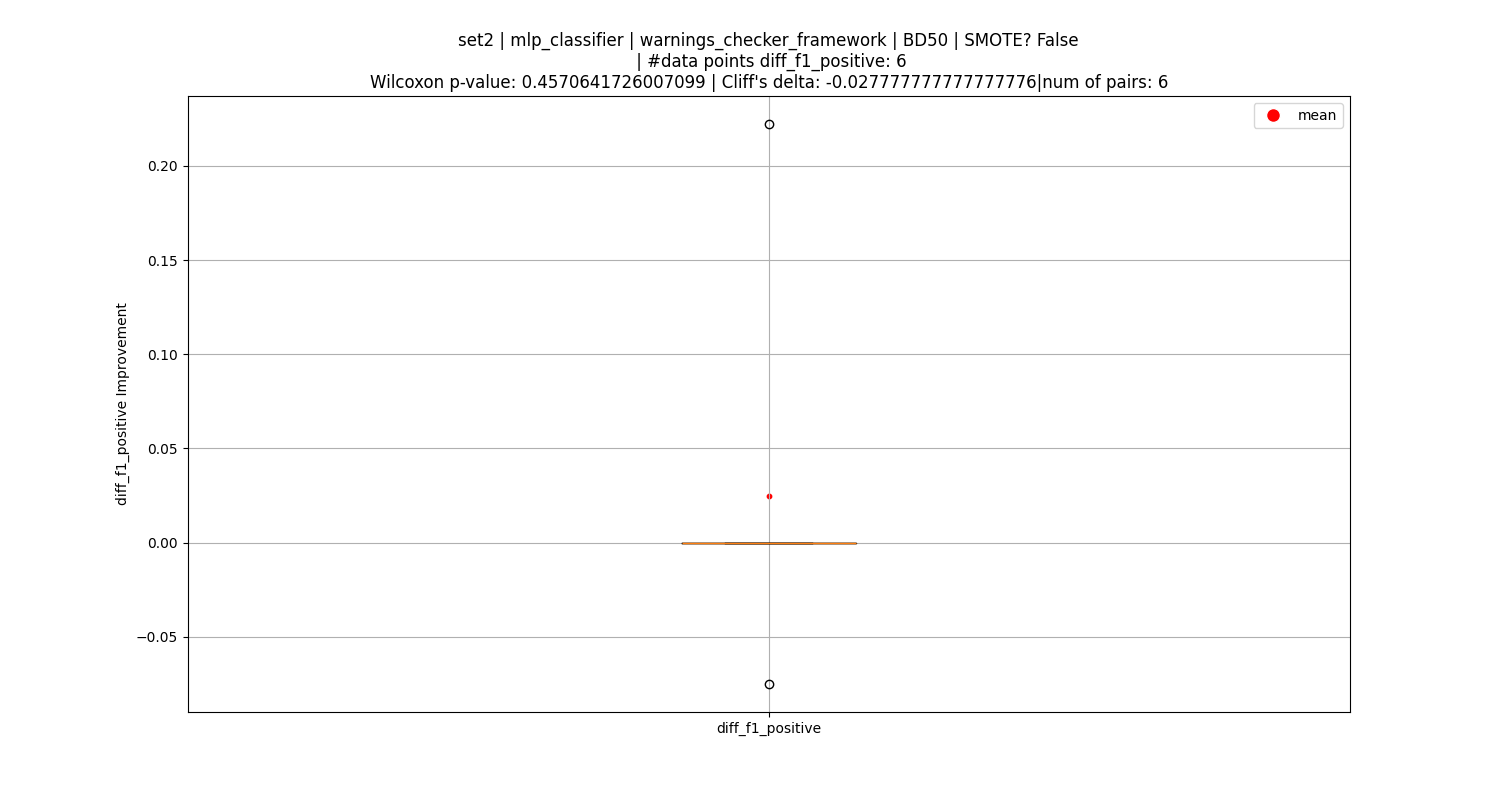 set2 | mlp_classifier | warnings_checker_framework | BD50 | SMOTE? False
| #data points diff_f1_positive: 6
Wilcoxon p-value: 0.4570641726007099 | Cliff's delta: -0.027777777777777776|num of pairs: 6
mean
0.20
0.15
0.10
0.05
0.00
−0.05
diff_f1_positive Improvement
diff_f1_positive